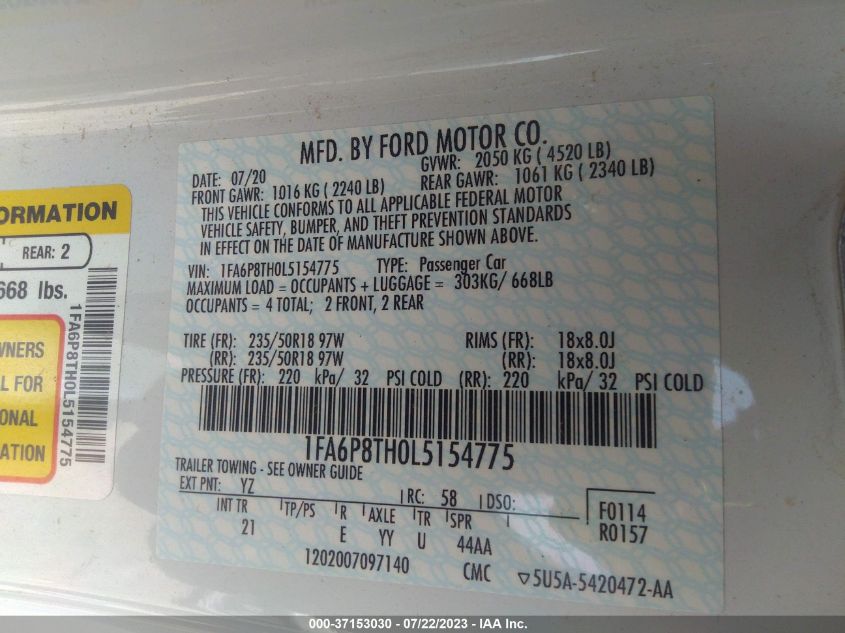 MFD. BY FORD MOTOR CO.
DATE: 07/20 GVWR: 2050 KG ( 4520 LB)
FRONT GAWR: 1016 KG ( 2240 LB) REAR GAWR: 1061 KG ( 2340 LB)
THIS VEHICLE CONFORMS TO ALL APPLICABLE FEDERAL MOTOR
VEHICLE SAFETY, BUMPER, AND THEFT PREVENTION STANDARDS
IN EFFECT ON THE DATE OF MANUFACTURE SHOWN ABOVE.
VIN: 1FA6P8TH0L5154775 TYPE: Passenger Car
MAXIMUM LOAD = OCCUPANTS + LUGGAGE = 303KG/ 668LB
OCCUPANTS = 4 TOTAL; 2 FRONT, 2 REAR
TIRE (FR): 235/50R18 97W RIMS (FR): 18x8.0J
(RR): 235/50R18 97W (RR): 18x8.0J
PRESSURE (FR): 220 kPa/ 32 PSI COLD (RR): 220 kPa/ 32 PSI COLD
1FA6P8TH0L5154775
TRAILER TOWING - SEE OWNER GUIDE
EXT PNT: YZ RC: 58 DSO: F0114
INT TR TP/PS R AXLE TR SPR R0157
21 E YY U 44AA
1202007097140 CMC ▽5U5A-5420472-AA
REAR: 2
668 lbs.
1FA6P8TH0L5154775
FOR
000-37153030 - 07/22/2023 - IAA Inc.